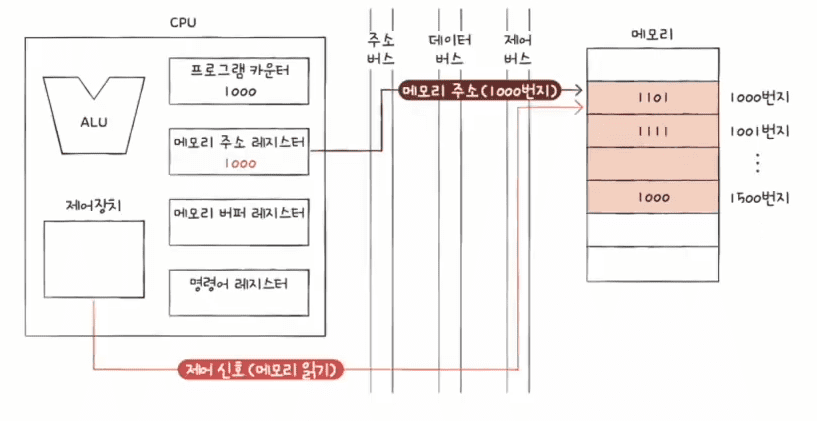 CPU
프로그램 카운터
1000
ALU
메모리 주소 레지스터
1000
제어장치
메모리 버퍼 레지스터
명령어 레지스터
주소
버스
데이터
버스
제어
버스
메모리 주소(1000번지)
제어 신호(메모리 읽기)
메모리
1101
1000번지
1111
1001번지
⋮
1000
1500번지